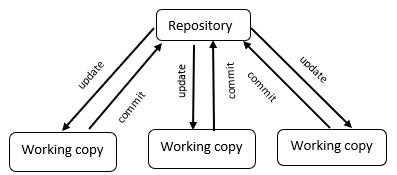 Repository
update
commit
update
commit
commit
update
Working copy
Working copy
Working copy